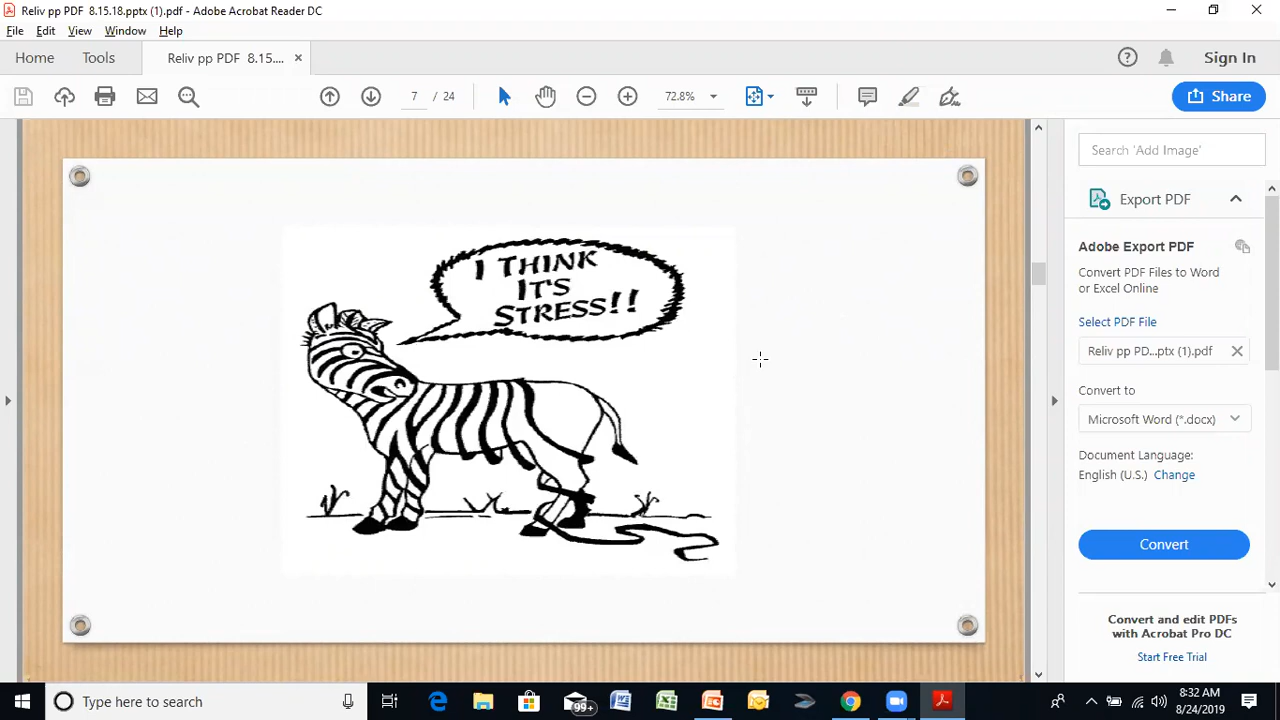 Reliv pp PDF  8.15.18.pptx (1).pdf - Adobe Acrobat Reader DC
File Edit View Window Help
Home Tools Reliv pp PDF  8.15.... × Sign In
7 / 24 72.8% Share
Search 'Add Image'
Export PDF
Adobe Export PDF
Convert PDF Files to Word
or Excel Online
Select PDF File
Reliv pp PD...ptx (1).pdf
Convert to
Microsoft Word (*.docx)
Document Language:
English (U.S.) Change
Convert
Convert and edit PDFs
with Acrobat Pro DC
Start Free Trial
I THINK
IT'S
STRESS!!
Type here to search
99+
8:32 AM
8/24/2019